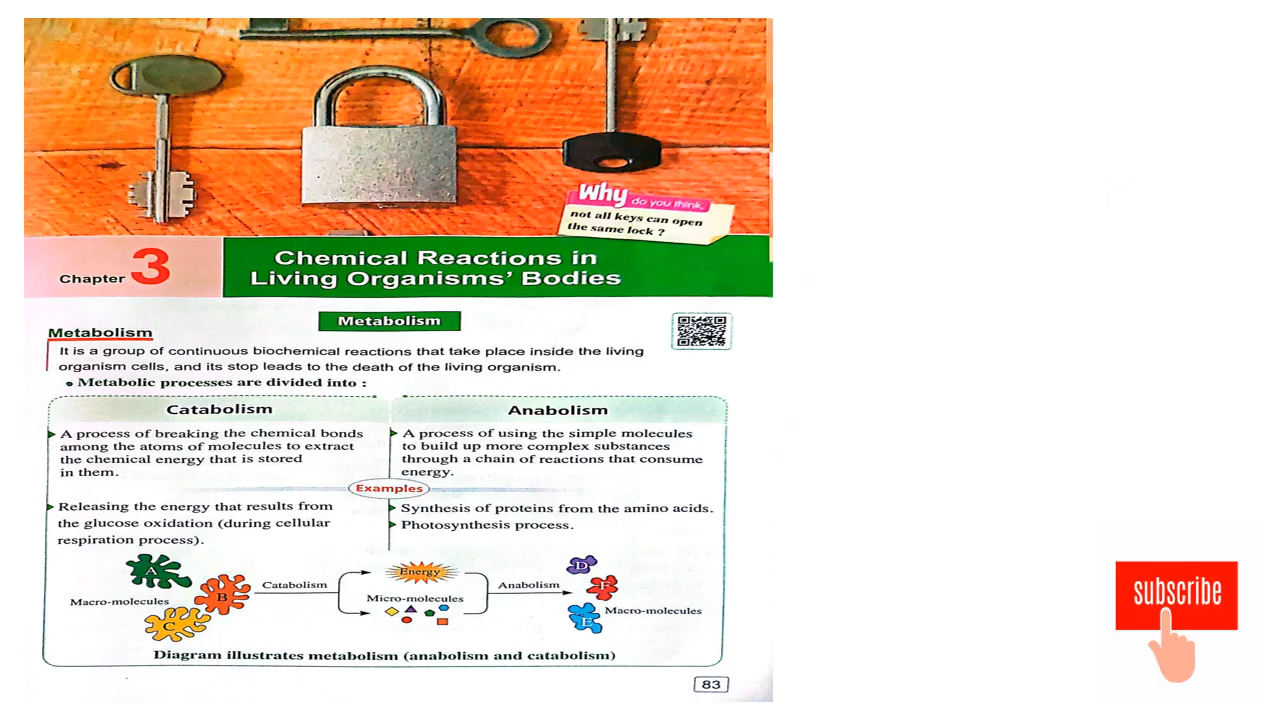 Why do you think,
not all keys can open
the same lock ?
Chapter 3
Chemical Reactions in
Living Organisms' Bodies
Metabolism
Metabolism
It is a group of continuous biochemical reactions that take place inside the living
organism cells, and its stop leads to the death of the living organism.
• Metabolic processes are divided into :
Catabolism
A process of breaking the chemical bonds
among the atoms of molecules to extract
the chemical energy that is stored
in them.
Anabolism
A process of using the simple molecules
to build up more complex substances
through a chain of reactions that consume
energy.
Examples
Releasing the energy that results from
the glucose oxidation (during cellular
respiration process).
Synthesis of proteins from the amino acids.
Photosynthesis process.
A
B
C
Macro-molecules
Catabolism
Energy
Micro-molecules
Anabolism
D
F
E
Macro-molecules
Diagram illustrates metabolism (anabolism and catabolism)
83
subscribe